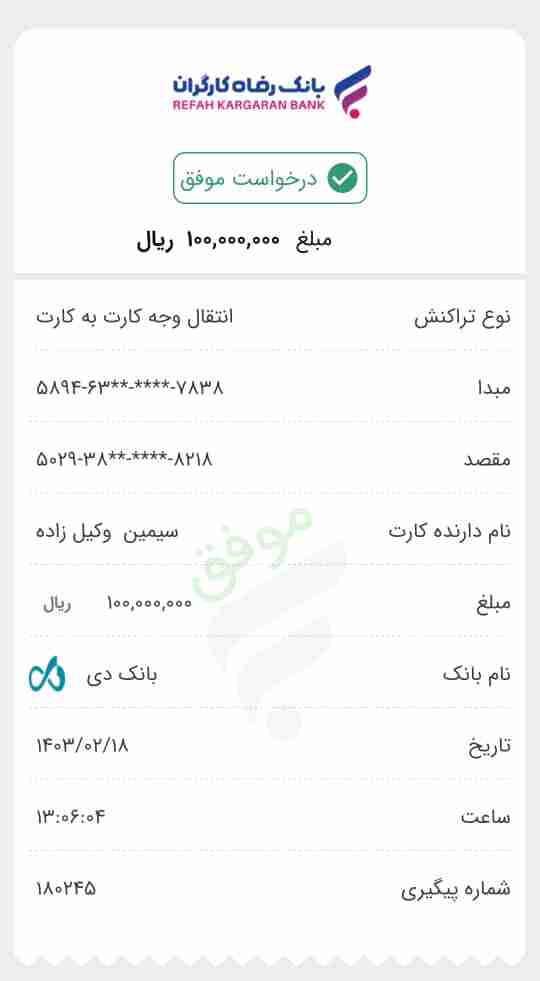 بانک رفاه کارگران
REFAH KARGARAN BANK
درخواست موفق
مبلغ ۱۰۰,۰۰۰,۰۰۰ ریال
نوع تراکنش انتقال وجه کارت به کارت
مبدا ۵۸۹۴-۶۳**-****-۷۸۳۸
مقصد ۵۰۲۹-۳۸**-****-۸۲۱۸
نام دارنده کارت سیمین وکیل زاده
موفق
مبلغ ۱۰۰,۰۰۰,۰۰۰ ریال
نام بانک بانک دی
تاریخ ۱۴۰۳/۰۲/۱۸
ساعت ۱۳:۰۶:۰۴
شماره پیگیری ۱۸۰۲۴۵